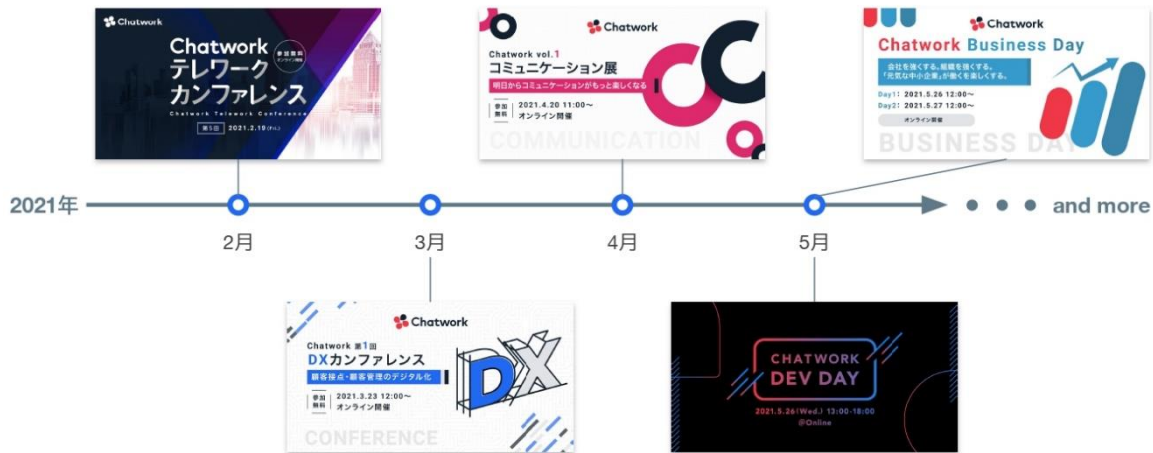 Chatwork
Chatwork
テレワーク
カンファレンス
参加無料
オンライン開催
Chatwork Telework Conference
第5回 2021.2.19(Fri.)
Chatwork
Chatwork vol.1
コミュニケーション展
明日からコミュニケーションがもっと楽しくなる
参加
無料
2021.4.20 11:00〜
オンライン開催
COMMUNICATION
Chatwork
Chatwork Business Day
会社を強くする。組織を強くする。
「元気な中小企業」が働くを楽しくする。
Day1: 2021.5.26 12:00〜
Day2: 2021.5.27 12:00〜
オンライン開催
BUSINESS DAY
2021年
and more
2月
3月
4月
5月
Chatwork
Chatwork 第1回
DXカンファレンス
顧客接点・顧客管理のデジタル化
参加
無料
2021.3.23 12:00〜
オンライン開催
CONFERENCE
DX
CHATWORK
DEV DAY
2021.5.26(Wed.) 13:00-18:00
@Online